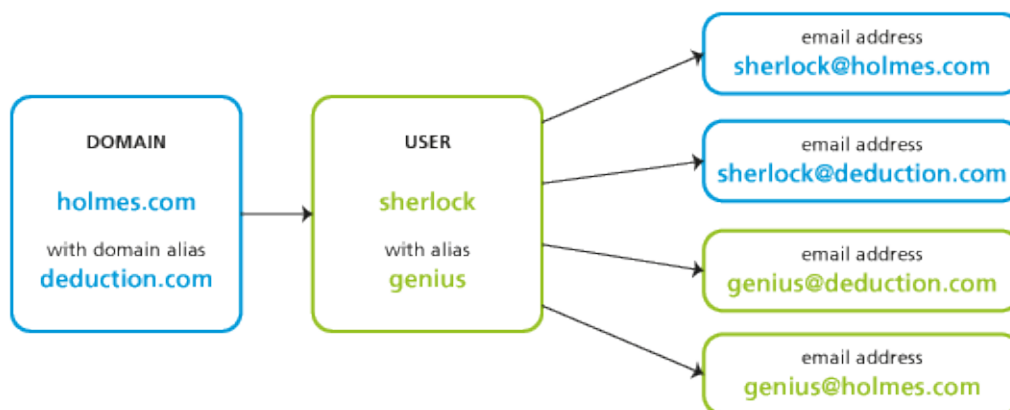 DOMAIN
holmes.com
with domain alias
deduction.com
USER
sherlock
with alias
genius
email address
sherlock@holmes.com
email address
sherlock@deduction.com
email address
genius@deduction.com
email address
genius@holmes.com